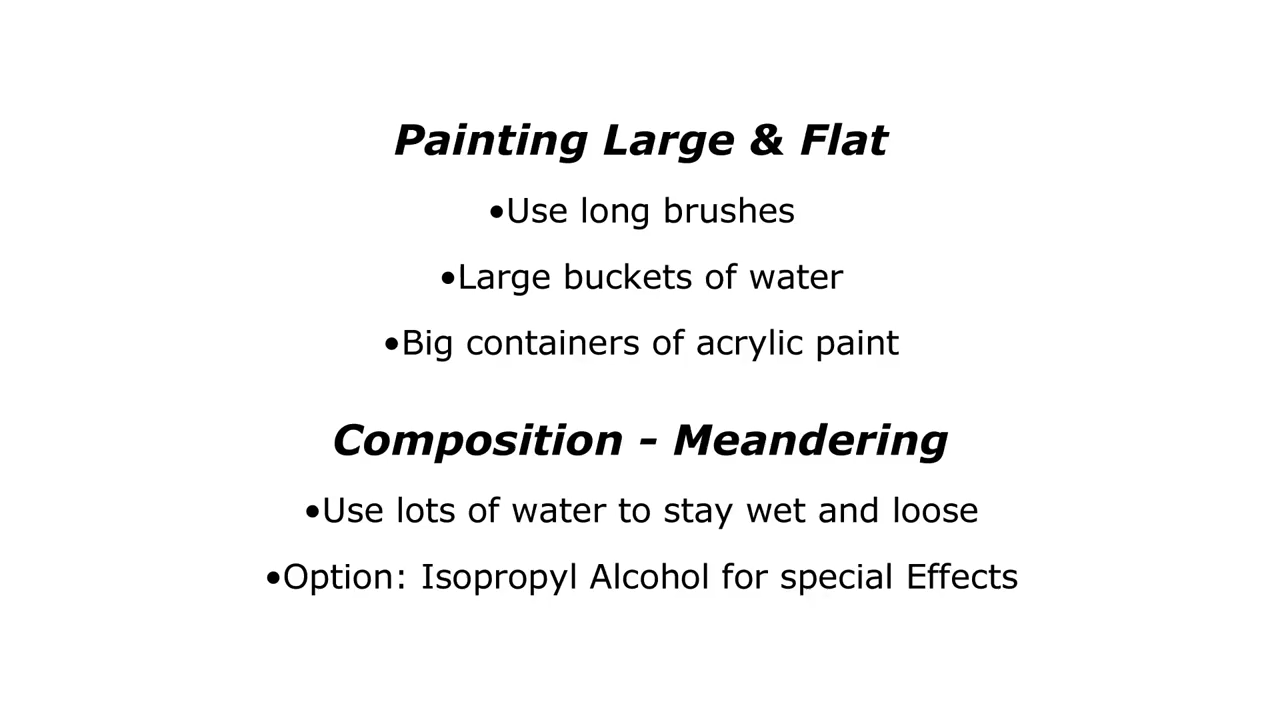 Painting Large & Flat
•Use long brushes
•Large buckets of water
•Big containers of acrylic paint
Composition - Meandering
•Use lots of water to stay wet and loose
•Option: Isopropyl Alcohol for special Effects